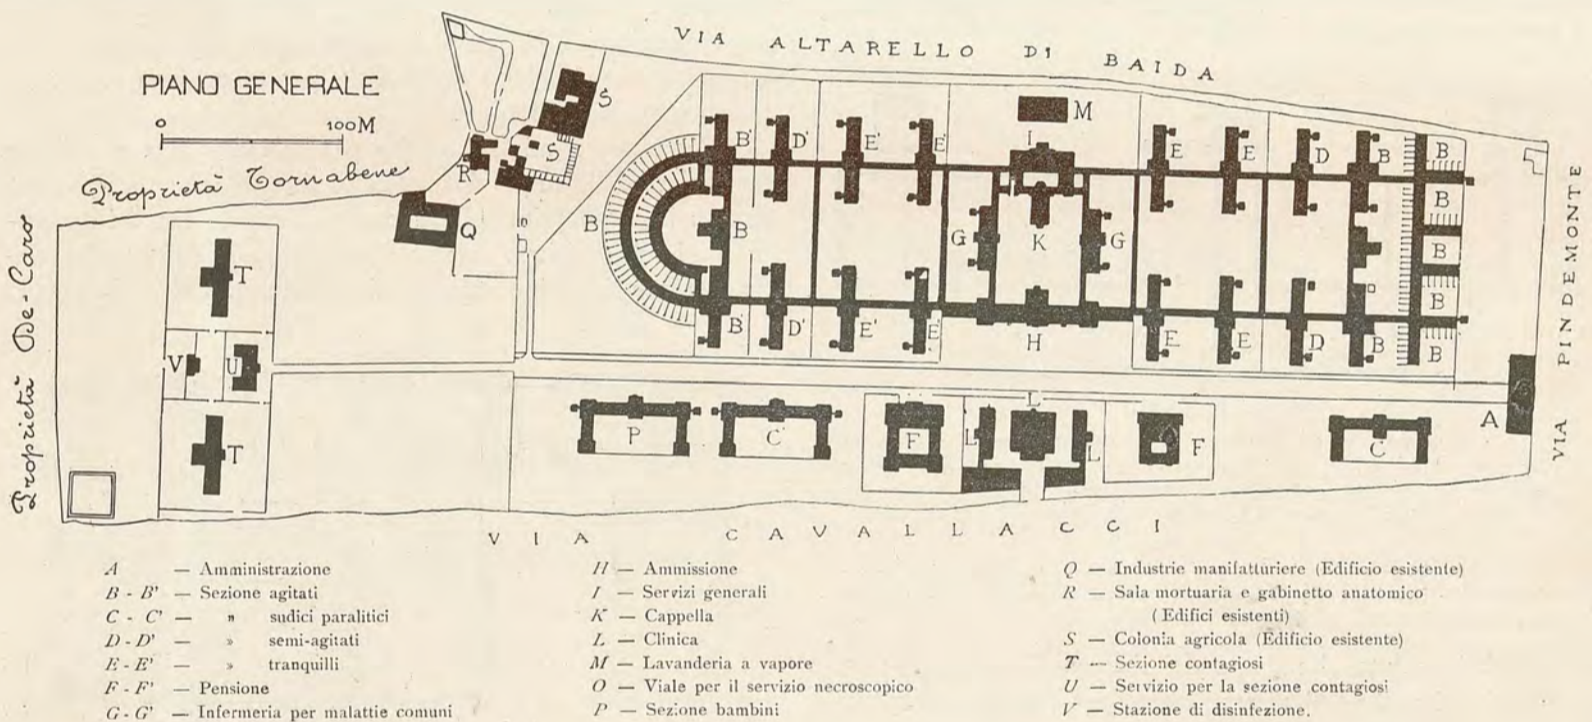 VIA ALTARELLO DI BAIDA
PIANO GENERALE
0 100M
Proprietà Tornabene
Proprietà De-Caro
VIA PINDEMONTE
S
S
R
Q
M
I
B' D' E' E' E E D B B
B
B
B
B
B
G K G
O
T
V U
T
B' D' E' E' H E E D B B
A
P C' F L L L F C
VIA CAVALLACCI
A — Amministrazione
B - B' — Sezione agitati
C - C' — » sudici paralitici
D - D' — » semi-agitati
E - E' — » tranquilli
F - F' — Pensione
G - G' — Infermeria per malattie comuni
H — Ammissione
I — Servizi generali
K — Cappella
L — Clinica
M — Lavanderia a vapore
O — Viale per il servizio necroscopico
P — Sezione bambini
Q — Industrie manifatturiere (Edificio esistente)
R — Sala mortuaria e gabinetto anatomico
(Edifici esistenti)
S — Colonia agricola (Edificio esistente)
T — Sezione contagiosi
U — Servizio per la sezione contagiosi
V — Stazione di disinfezione.